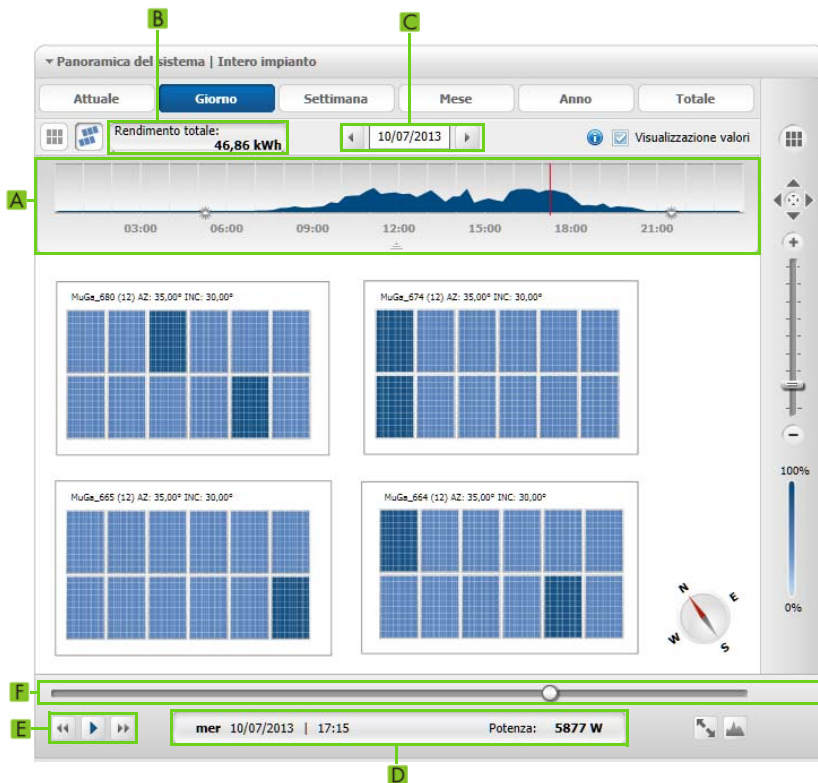 B
C
Panoramica del sistema | Intero impianto
Attuale Giorno Settimana Mese Anno Totale
Rendimento totale:
46,86 kWh
10/07/2013
Visualizzazione valori
A
03:00 06:00 09:00 12:00 15:00 18:00 21:00
MuGa_680 (12) AZ: 35,00° INC: 30,00°
MuGa_674 (12) AZ: 35,00° INC: 30,00°
100%
MuGa_665 (12) AZ: 35,00° INC: 30,00°
MuGa_664 (12) AZ: 35,00° INC: 30,00°
N
E
W
S
0%
F
E
mer 10/07/2013 | 17:15 Potenza: 5877 W
D